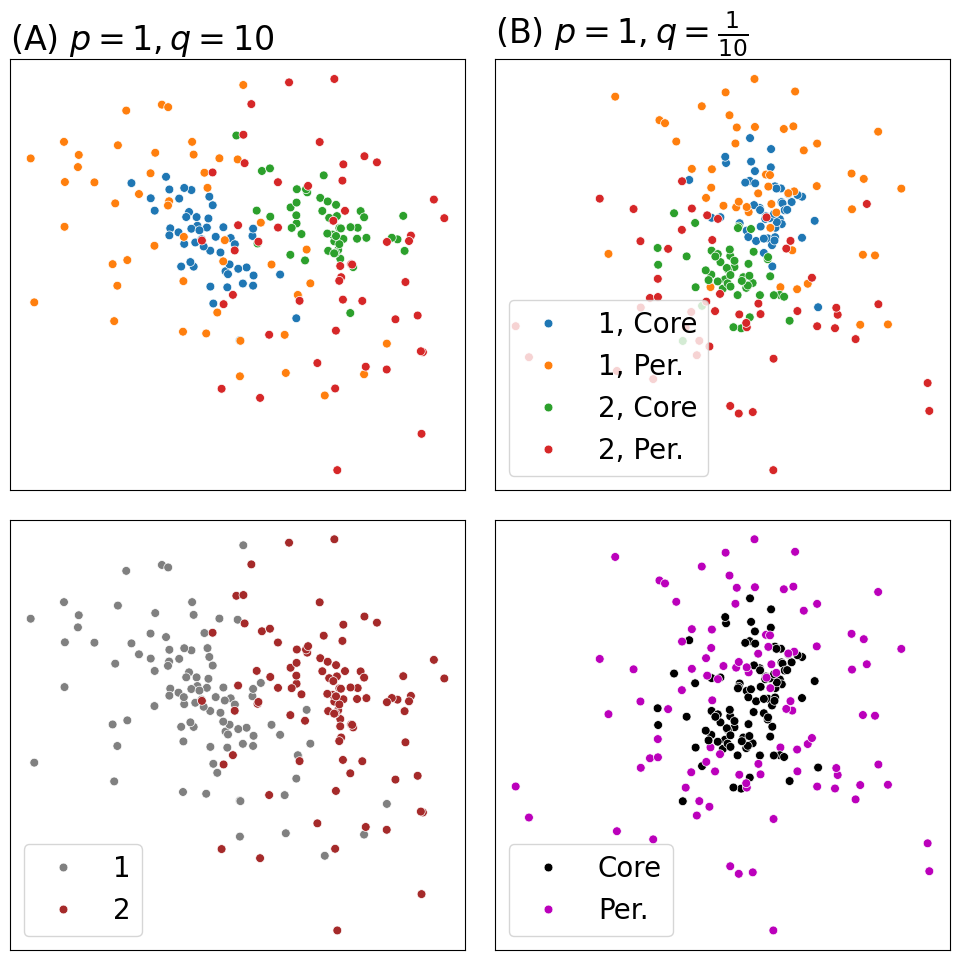 (A) p = 1, q = 10
(B) p = 1, q = 1/10
1, Core
1, Per.
2, Core
2, Per.
1
2
Core
Per.